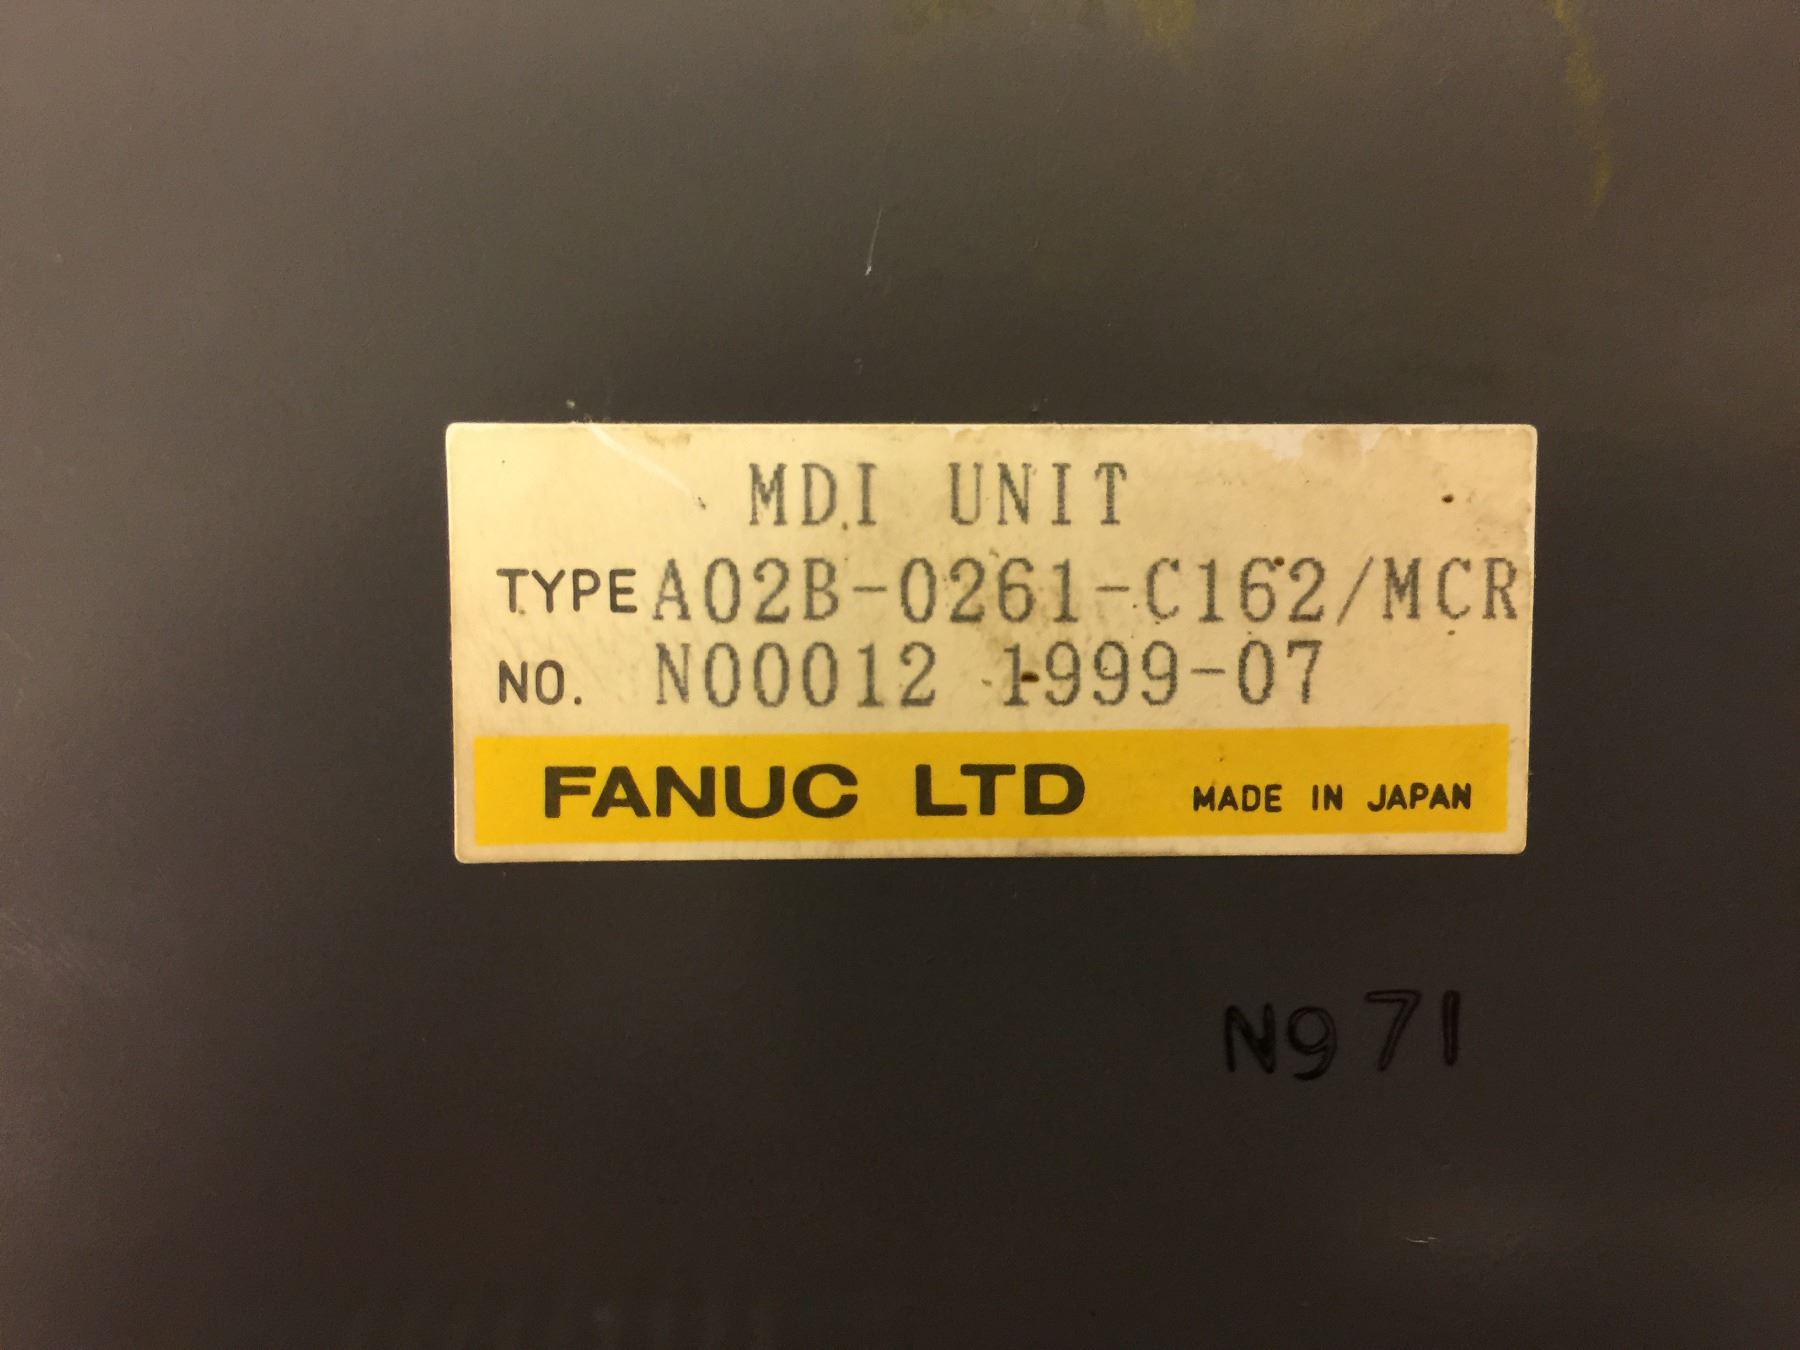 MDI UNIT
TYPE A02B-0261-C162/MCR
NO. N00012 1999-07
FANUC LTD MADE IN JAPAN
N971